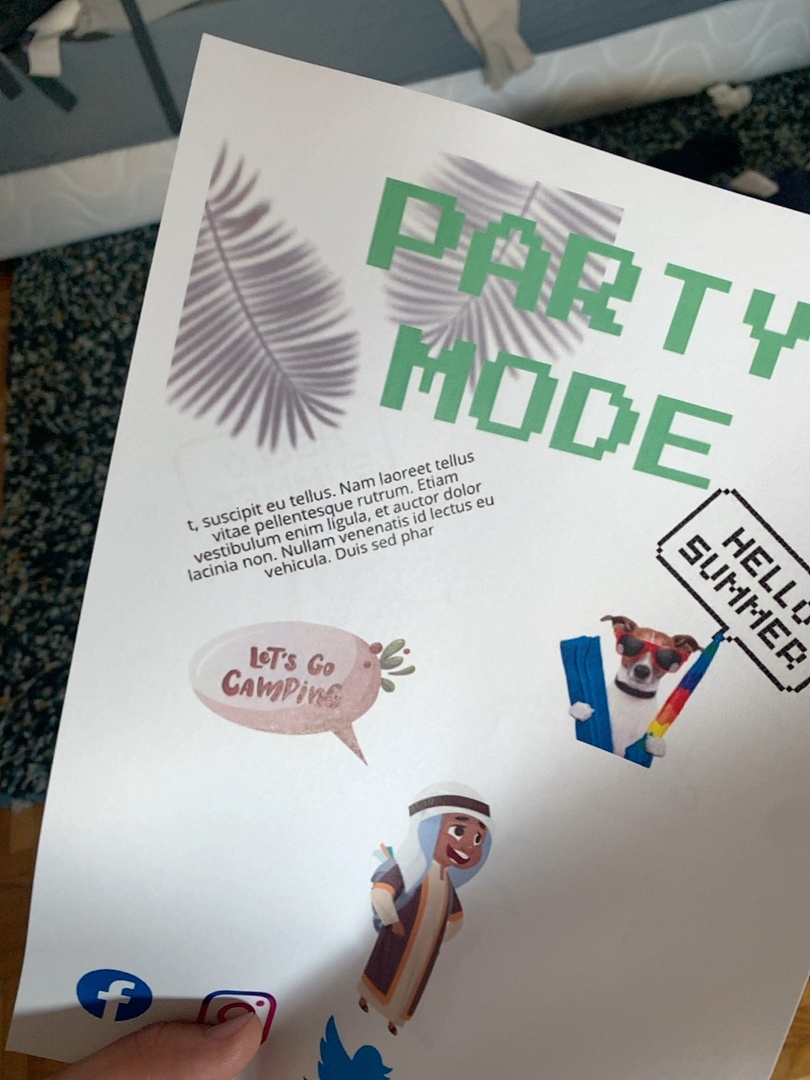 PARTY
MODE
t, suscipit eu tellus. Nam laoreet tellus
vitae pellentesque rutrum. Etiam
vestibulum enim ligula, et auctor dolor
lacinia non. Nullam venenatis id lectus eu
vehicula. Duis sed phar
HELLO
SUMMER
LET'S GO
CAMPING
f